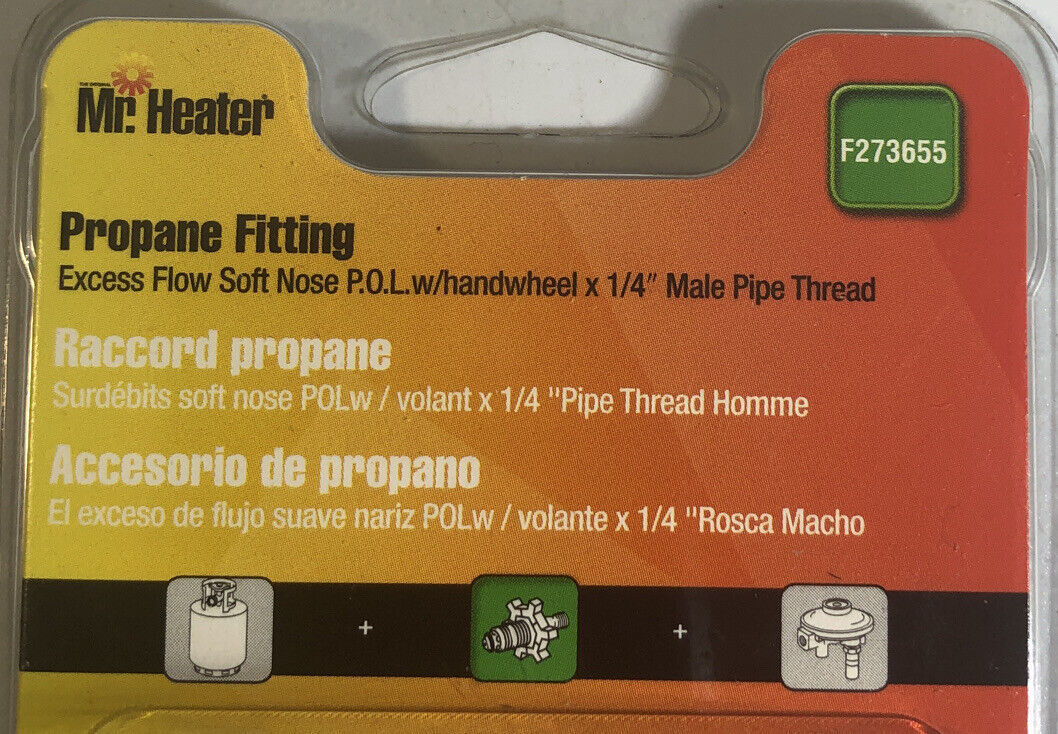 THE ORIGINAL
Mr. Heater
F273655
Propane Fitting
Excess Flow Soft Nose P.O.L.w/handwheel x 1/4" Male Pipe Thread
Raccord propane
Surdébits soft nose POLw / volant x 1/4 "Pipe Thread Homme
Accesorio de propano
El exceso de flujo suave nariz POLw / volante x 1/4 "Rosca Macho
+ +